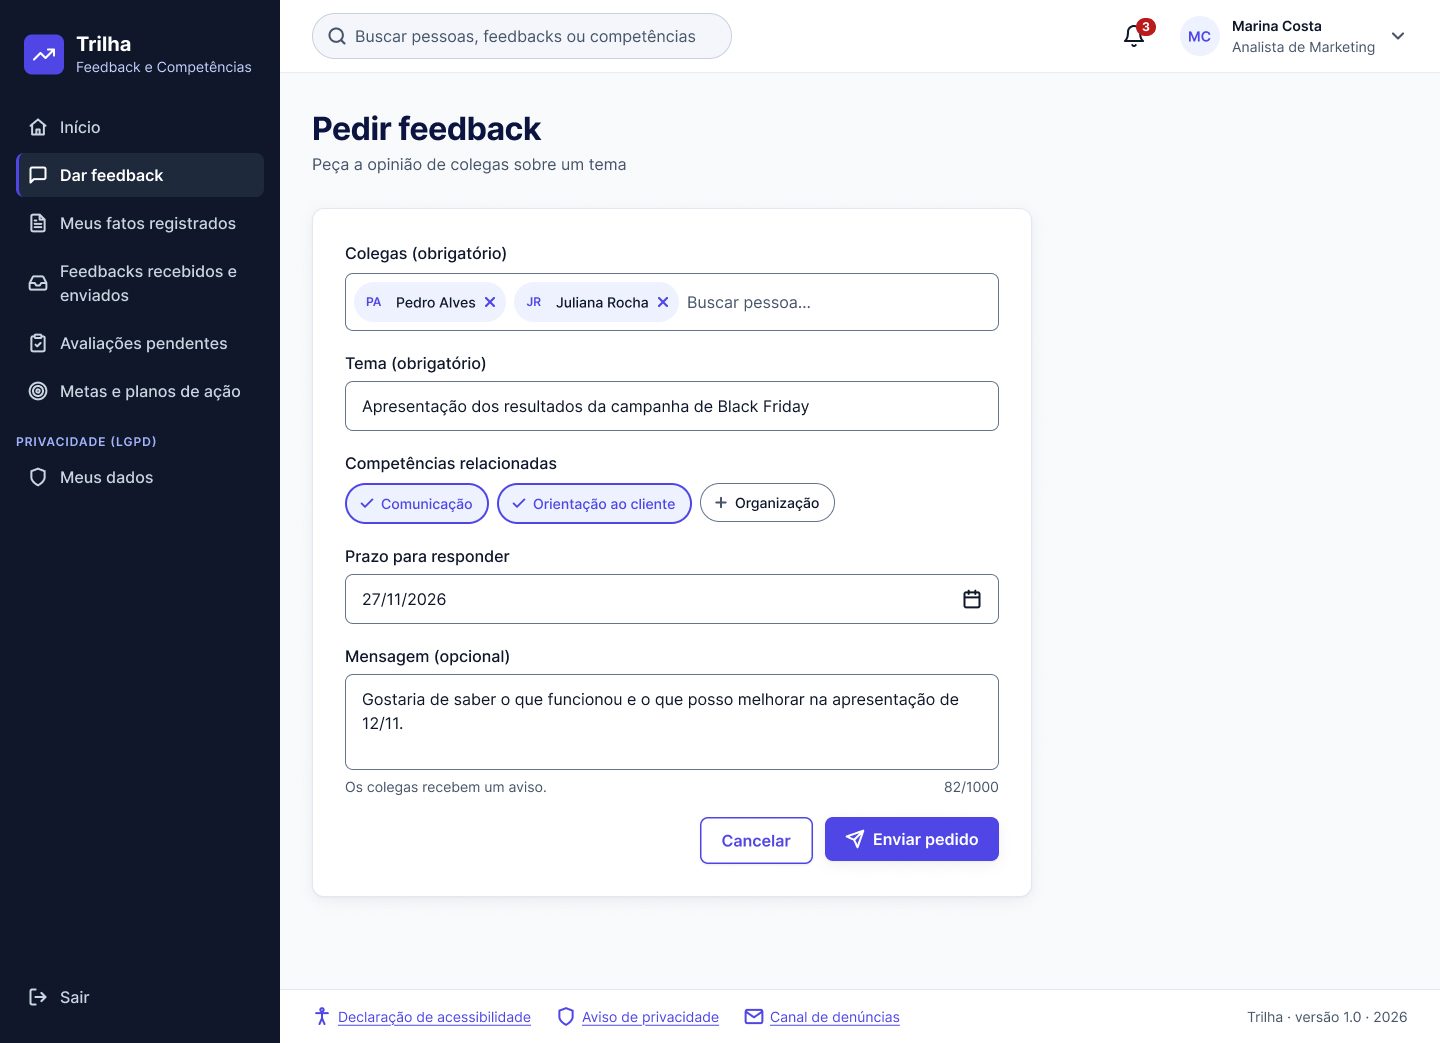 Trilha
Feedback e Competências
Início
Dar feedback
Meus fatos registrados
Feedbacks recebidos e
enviados
Avaliações pendentes
Metas e planos de ação
PRIVACIDADE (LGPD)
Meus dados
Sair
Buscar pessoas, feedbacks ou competências
3
MC
Marina Costa
Analista de Marketing
Pedir feedback
Peça a opinião de colegas sobre um tema
Colegas (obrigatório)
PA Pedro Alves JR Juliana Rocha Buscar pessoa...
Tema (obrigatório)
Apresentação dos resultados da campanha de Black Friday
Competências relacionadas
Comunicação Orientação ao cliente Organização
Prazo para responder
27/11/2026
Mensagem (opcional)
Gostaria de saber o que funcionou e o que posso melhorar na apresentação de
12/11.
Os colegas recebem um aviso. 82/1000
Cancelar Enviar pedido
Declaração de acessibilidade Aviso de privacidade Canal de denúncias Trilha · versão 1.0 · 2026